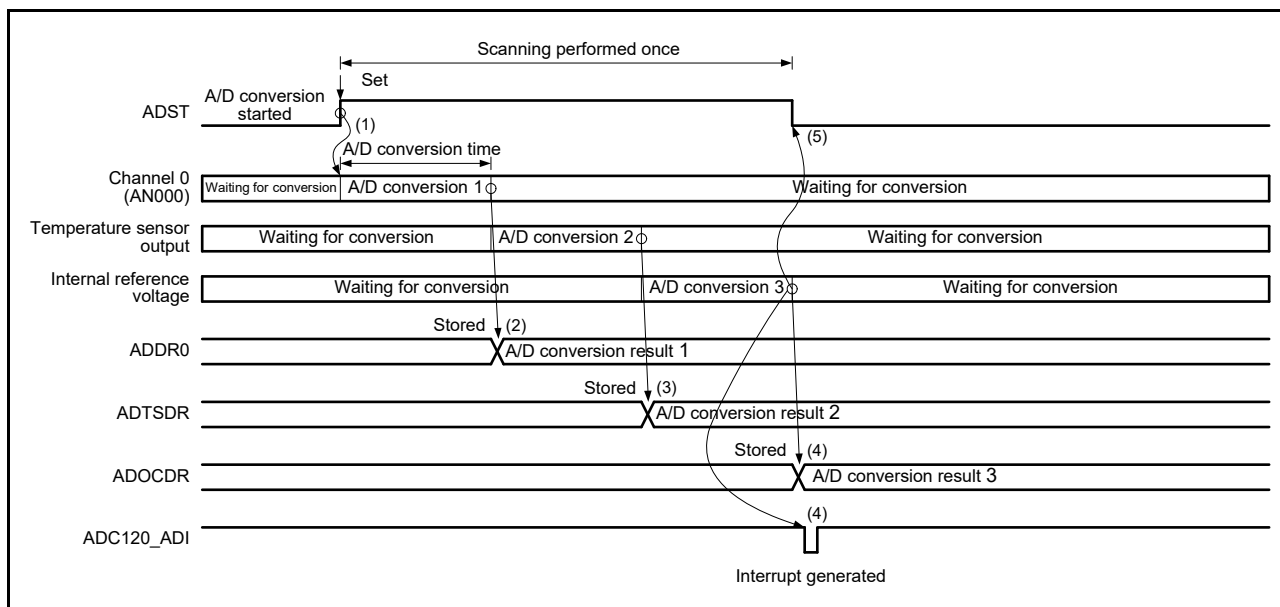 Scanning performed once
Set
A/D conversion
started
ADST
(1)
(5)
A/D conversion time
Channel 0
(AN000)
Waiting for conversion
A/D conversion 1
Waiting for conversion
Temperature sensor
output
Waiting for conversion
A/D conversion 2
Waiting for conversion
Internal reference
voltage
Waiting for conversion
A/D conversion 3
Waiting for conversion
Stored
(2)
ADDR0
A/D conversion result 1
Stored
(3)
ADTSDR
A/D conversion result 2
Stored
(4)
ADOCDR
A/D conversion result 3
(4)
ADC120_ADI
Interrupt generated